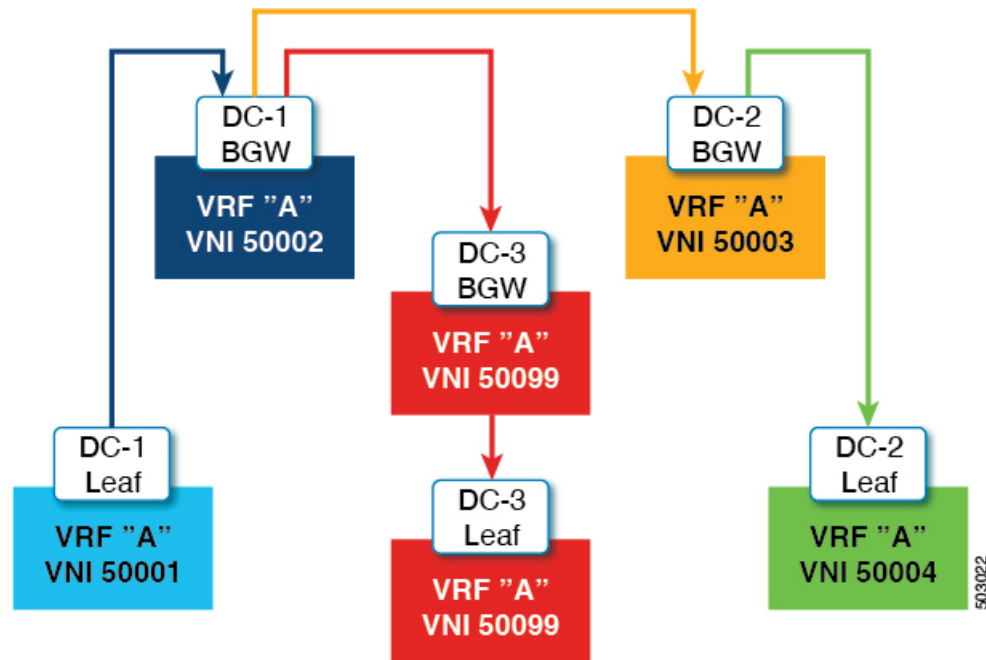 DC-1
BGW
VRF ”A”
VNI 50002
DC-2
BGW
VRF ”A”
VNI 50003
DC-3
BGW
VRF ”A”
VNI 50099
DC-1
Leaf
VRF ”A”
VNI 50001
DC-3
Leaf
VRF ”A”
VNI 50099
DC-2
Leaf
VRF ”A”
VNI 50004
503022